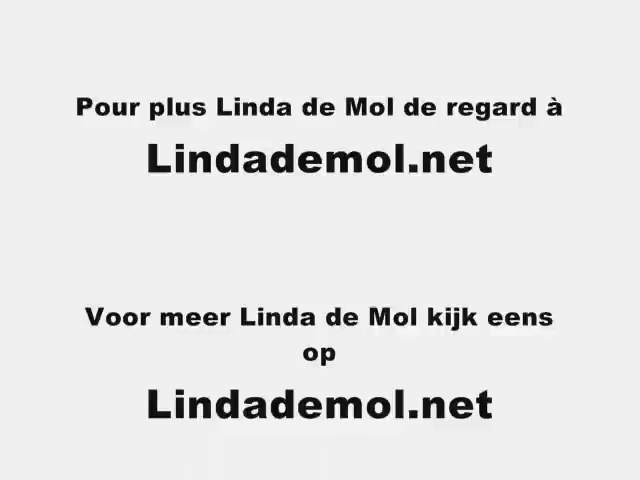 Pour plus Linda de Mol de regard à
Lindademol.net
Voor meer Linda de Mol kijk eens
op
Lindademol.net